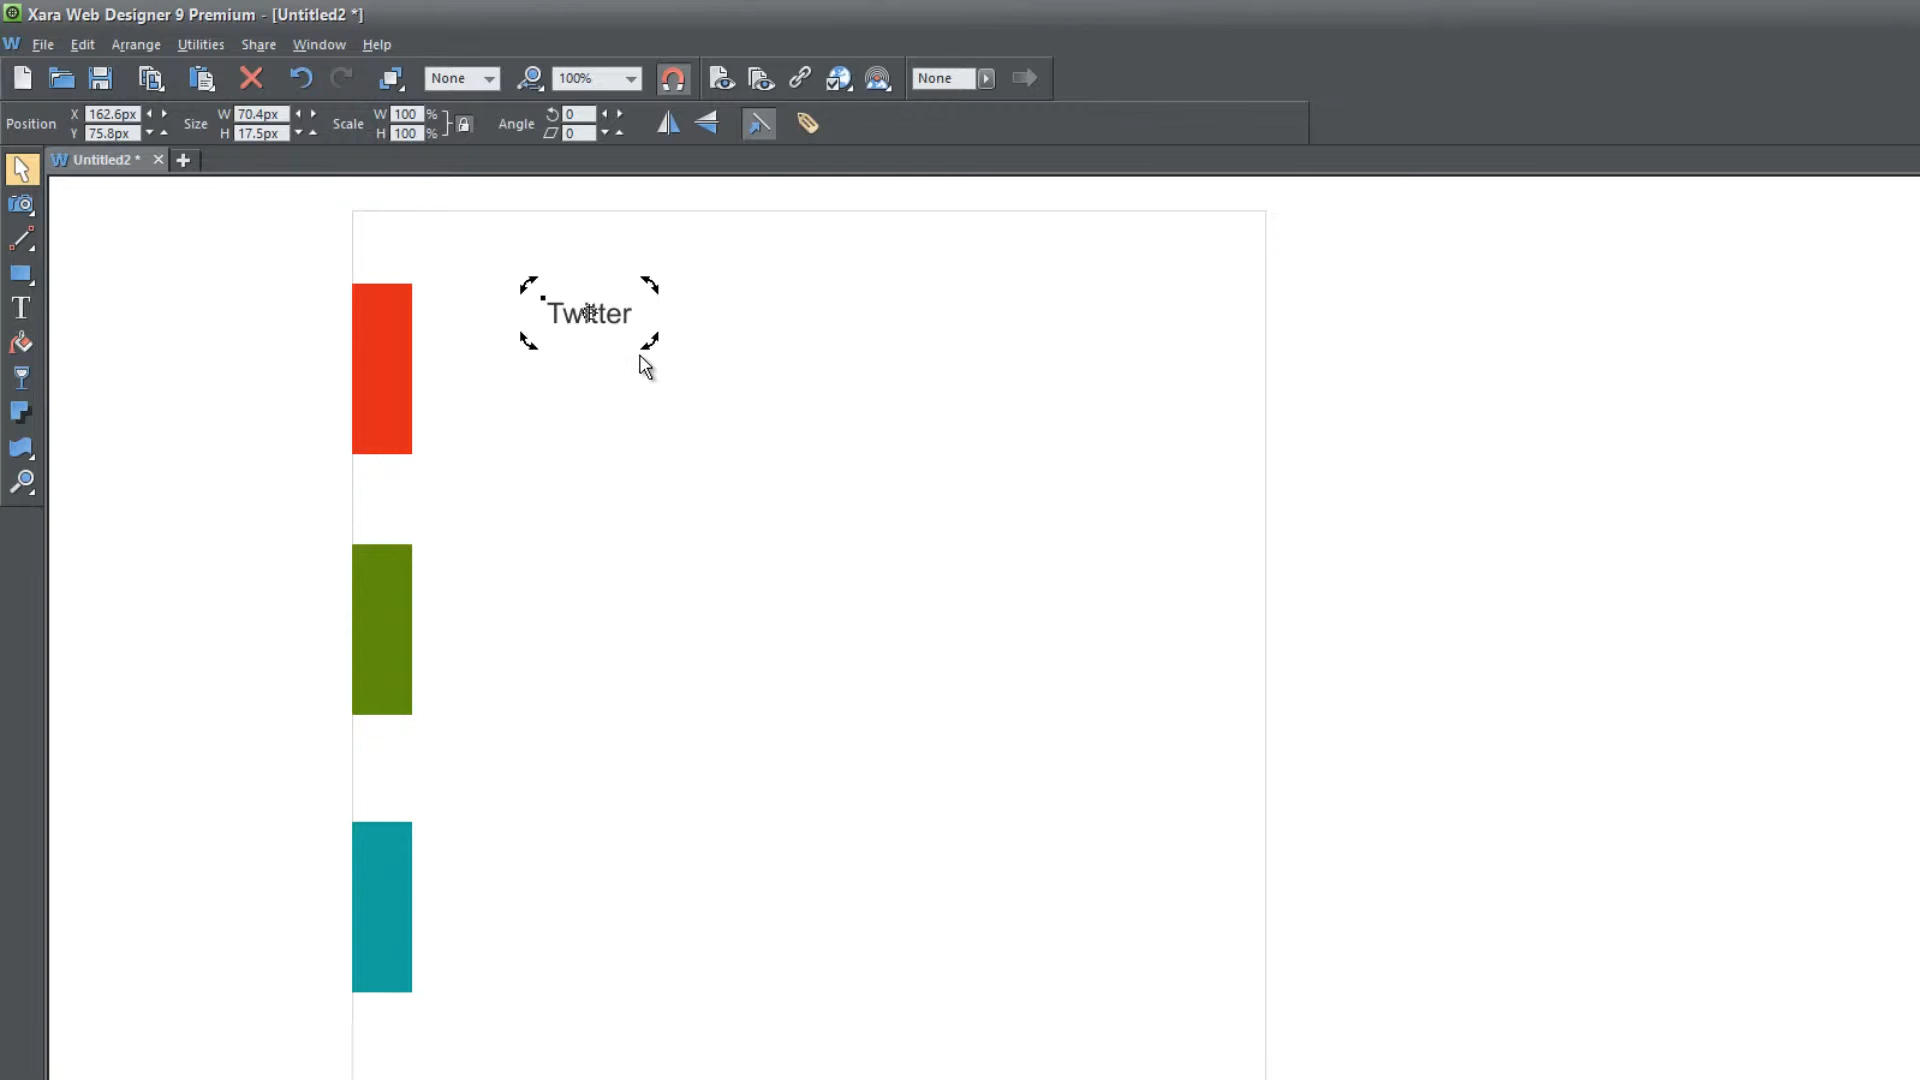 Xara Web Designer 9 Premium - [Untitled2 *]
W File Edit Arrange Utilities Share Window Help
None 100% None
Position X 162.6px Size W 70.4px Scale W 100 % Angle 0
Y 75.8px H 17.5px H 100 % 0
W Untitled2 *
T
Twitter